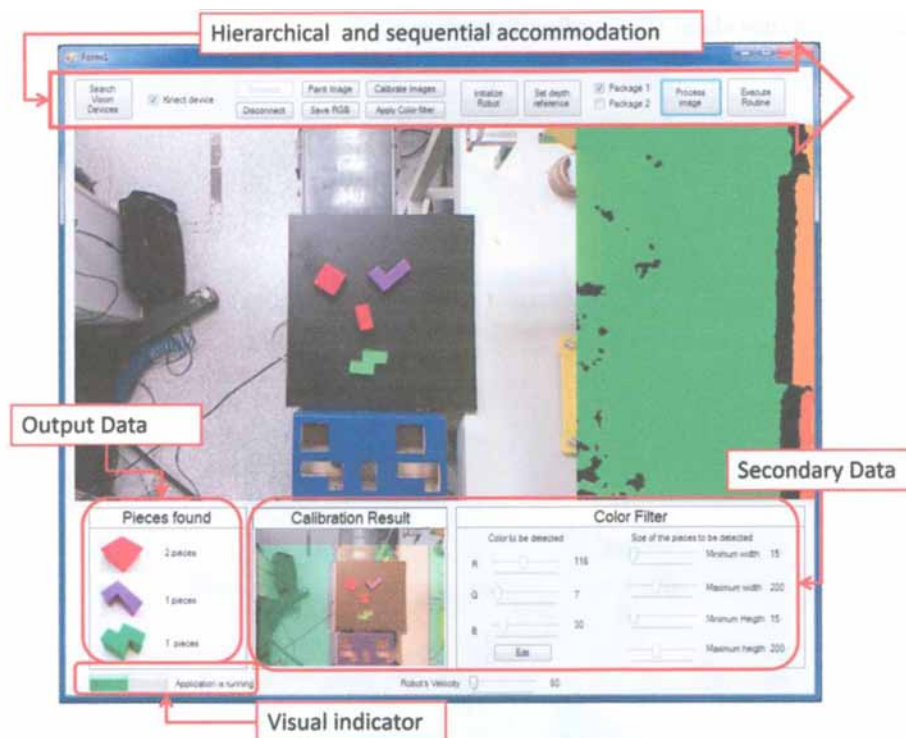 Hierarchical and sequential accommodation
Form1
Search
Vision
Devices
Kinect device
Disconnect
Paint Image
Save RGB
Calibrate Images
Apply Color filter
Initialize
Robot
Set depth
reference
Package 1
Package 2
Process
image
Execute
Routine
Output Data
Secondary Data
Pieces found
2 pieces
1 pieces
1 pieces
Calibration Result
Color Filter
Color to be detected
R 116
G 7
B 30
Edit
Size of the pieces to be detected
Minimum width 15
Maximum width 200
Minimum Heigth 15
Maximum heigth 200
Application is running
Robot's Velocity 60
Visual indicator